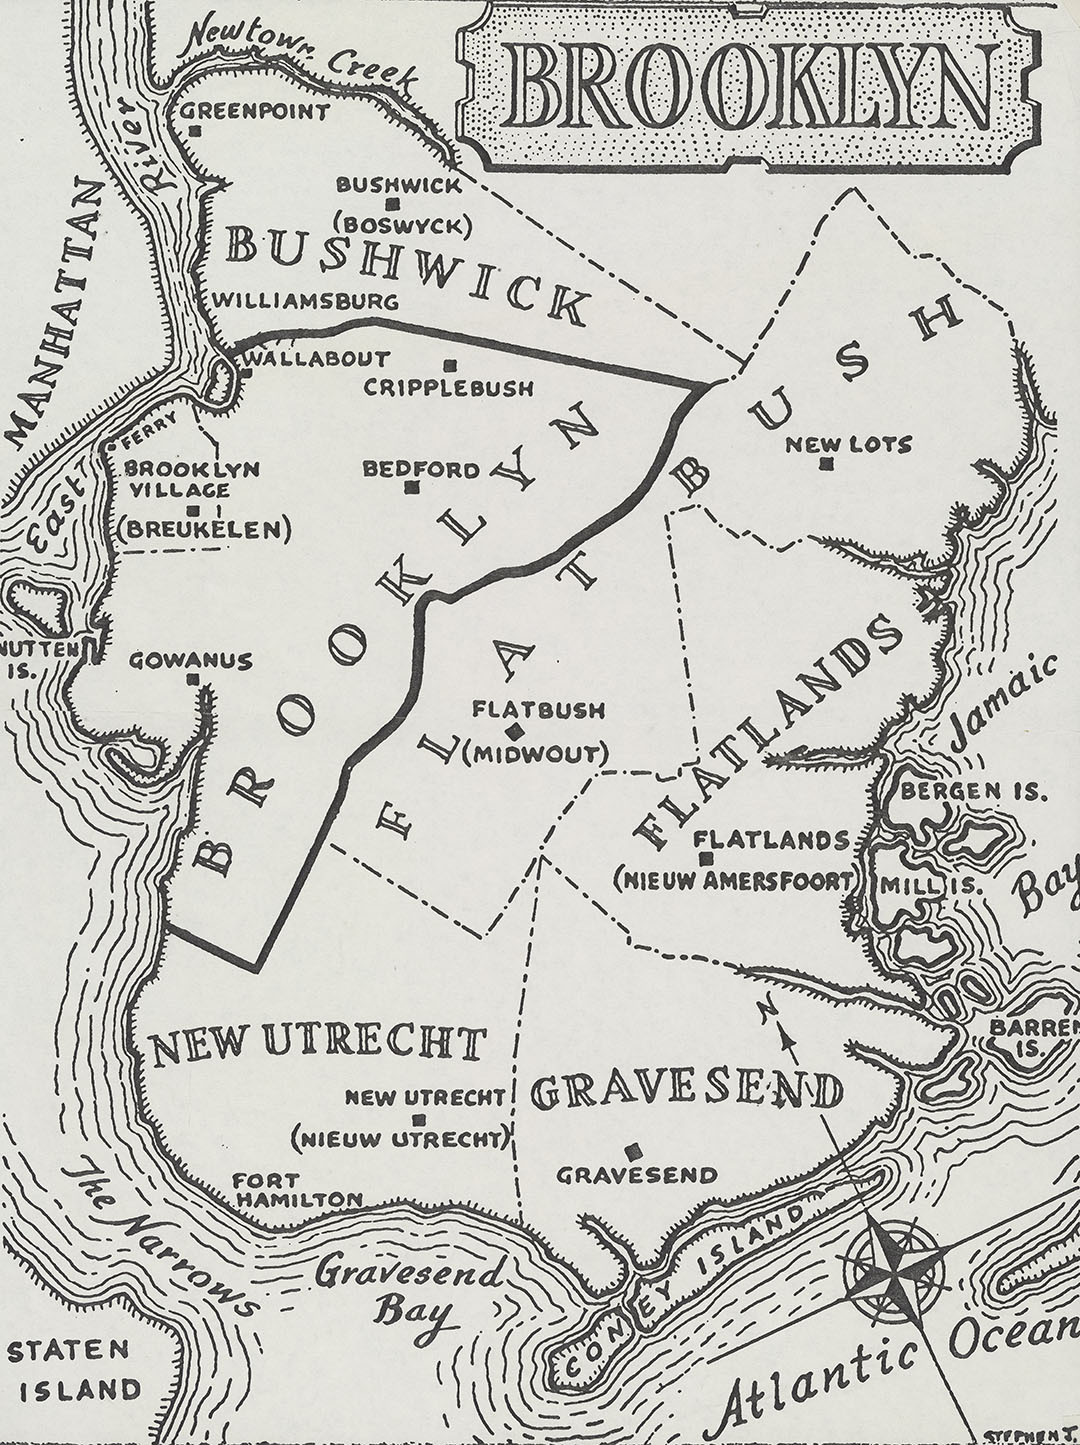 BROOKLYN
Newtown Creek
GREENPOINT
River
MANHATTAN
BUSHWICK
(BOSWYCK)
BUSHWICK
WILLIAMSBURG
WALLABOUT
CRIPPLEBUSH
FERRY
BROOKLYN
VILLAGE
(BREUKELEN)
BEDFORD
East
NEW LOTS
FLATBUSH
BROOKLYN
NUTTEN
IS.
GOWANUS
FLATBUSH
(MIDWOUT)
FLATLANDS
FLATLANDS
(NIEUW AMERSFOORT)
Jamaic
Bay
BERGEN IS.
MILL IS.
BARREN
IS.
N
NEW UTRECHT
NEW UTRECHT
(NIEUW UTRECHT)
GRAVESEND
GRAVESEND
FORT
HAMILTON
The Narrows
Gravesend
Bay
CONEY ISLAND
STATEN
ISLAND
Atlantic Ocean
STEPHEN J.